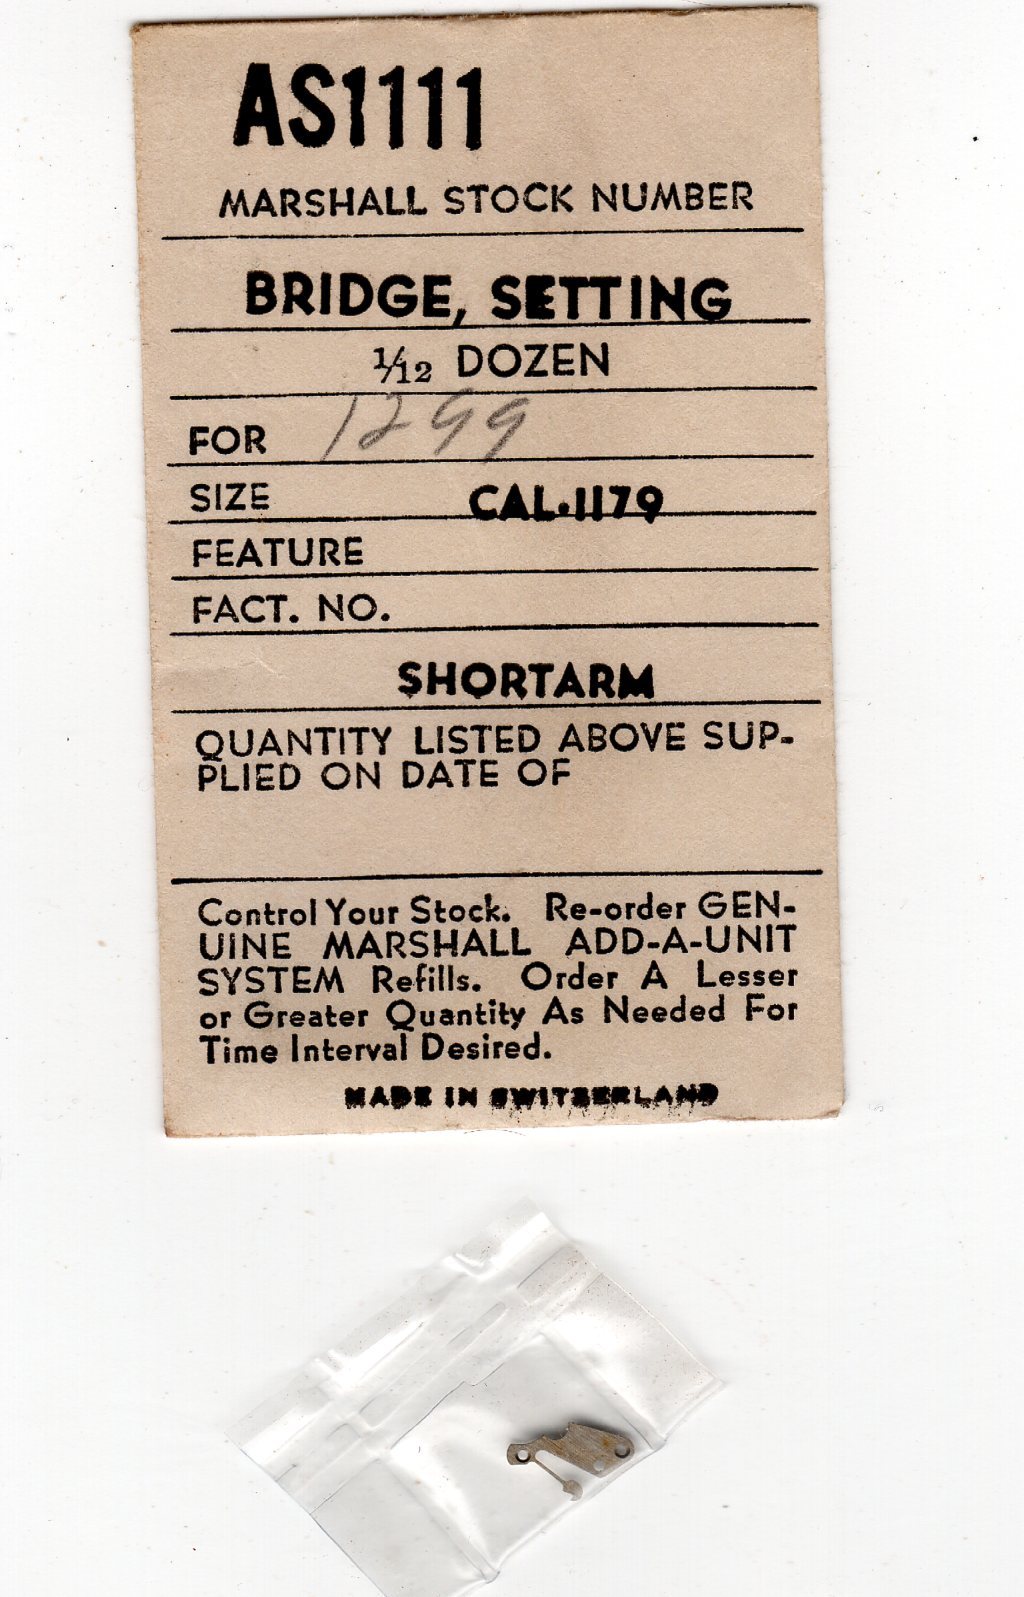 AS1111
MARSHALL STOCK NUMBER
BRIDGE, SETTING
1/12 DOZEN
FOR 1299
SIZE CAL.1179
FEATURE
FACT. NO.
SHORTARM
QUANTITY LISTED ABOVE SUP-
PLIED ON DATE OF
Control Your Stock. Re-order GEN-
UINE MARSHALL ADD-A-UNIT
SYSTEM Refills. Order A Lesser
or Greater Quantity As Needed For
Time Interval Desired.
MADE IN SWITZERLAND